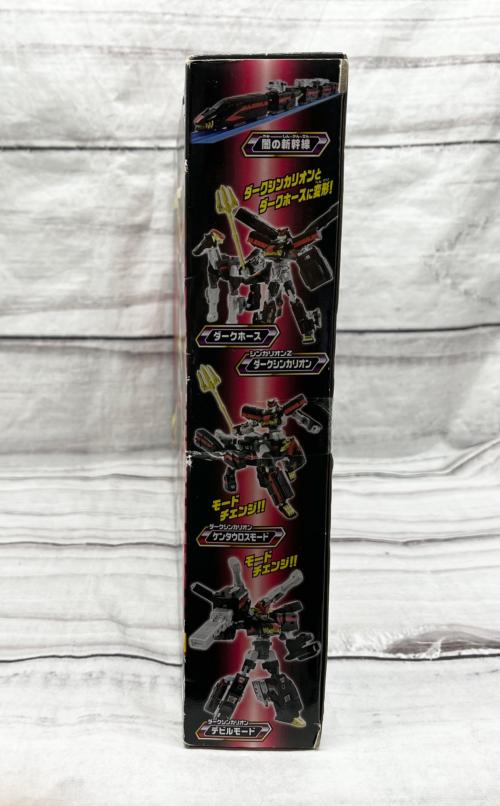 闇の新幹線
ダークシンカリオンと
ダークホースに変形!
ダークホース
シンカリオンZ
ダークシンカリオン
モード
チェンジ!!
ダークシンカリオン
ケンタウロスモード
モード
チェンジ!!
ダークシンカリオン
デビルモード